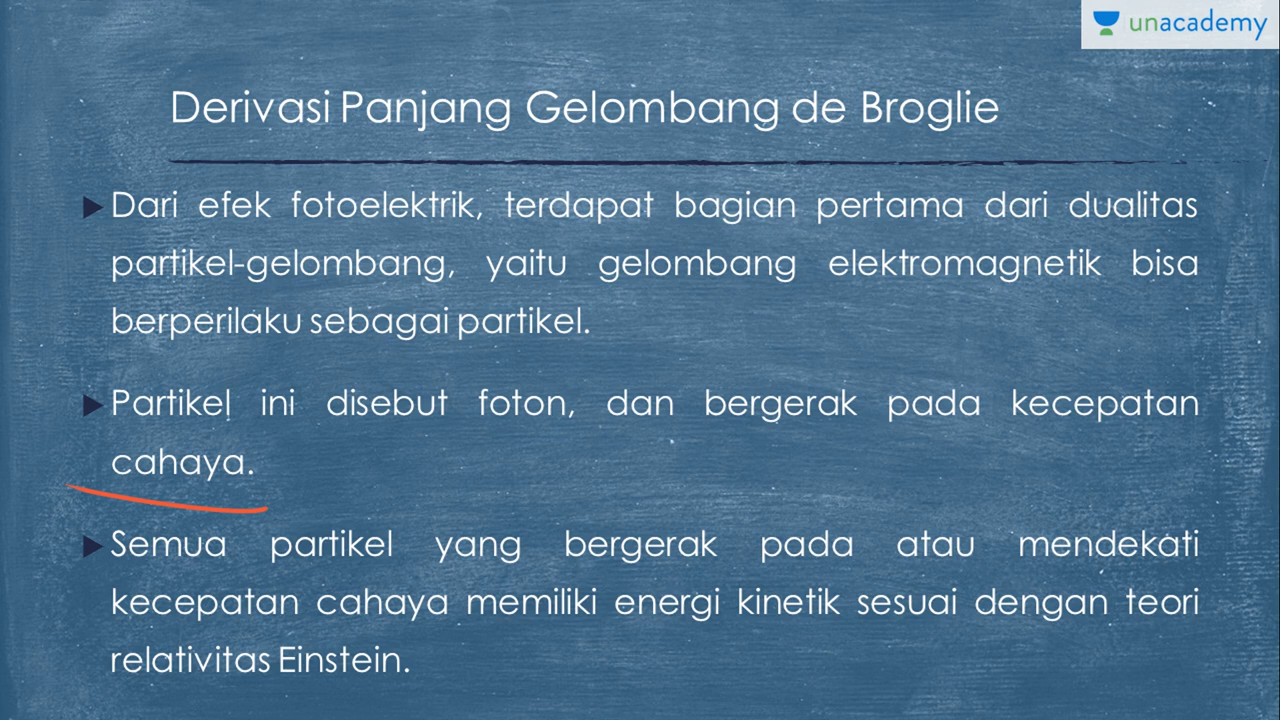 unacademy
Derivasi Panjang Gelombang de Broglie
Dari efek fotoelektrik, terdapat bagian pertama dari dualitas
partikel-gelombang, yaitu gelombang elektromagnetik bisa
berperilaku sebagai partikel.
Partikel ini disebut foton, dan bergerak pada kecepatan
cahaya.
Semua partikel yang bergerak pada atau mendekati
kecepatan cahaya memiliki energi kinetik sesuai dengan teori
relativitas Einstein.